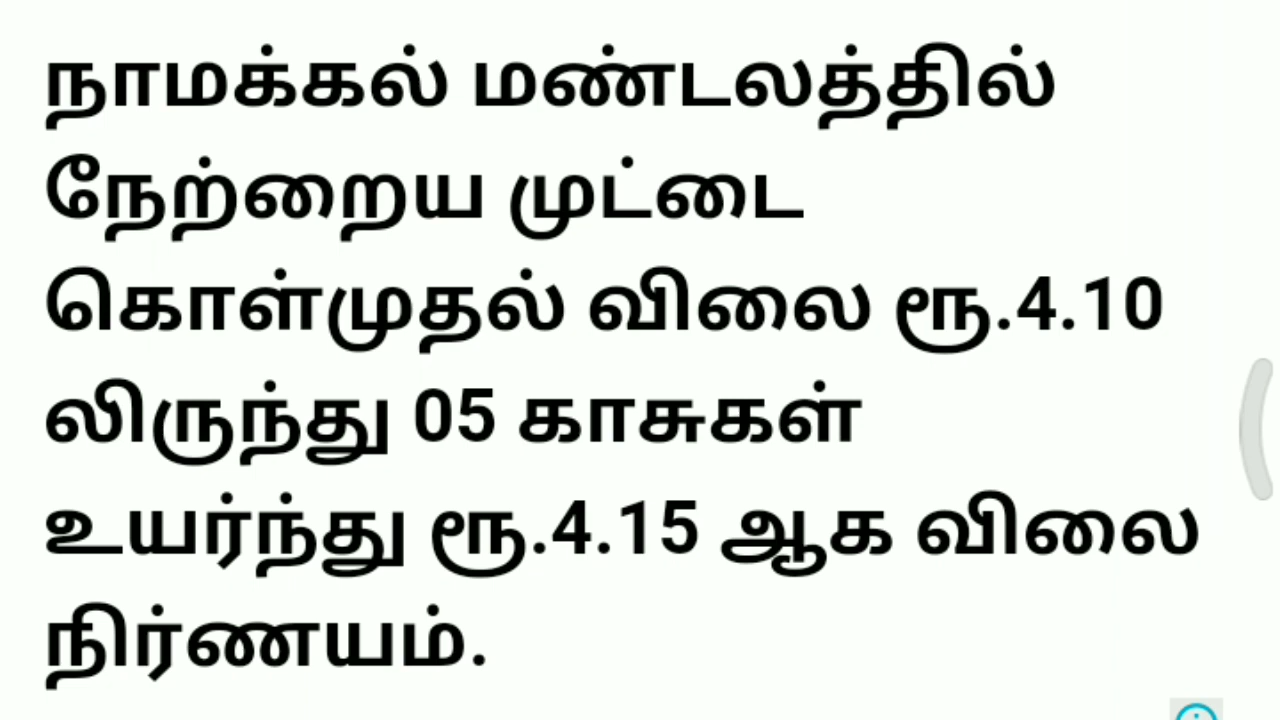 நாமக்கல் மண்டலத்தில்
நேற்றைய முட்டை
கொள்முதல் விலை ரூ.4.10
லிருந்து 05 காசுகள்
உயர்ந்து ரூ.4.15 ஆக விலை
நிர்ணயம்.